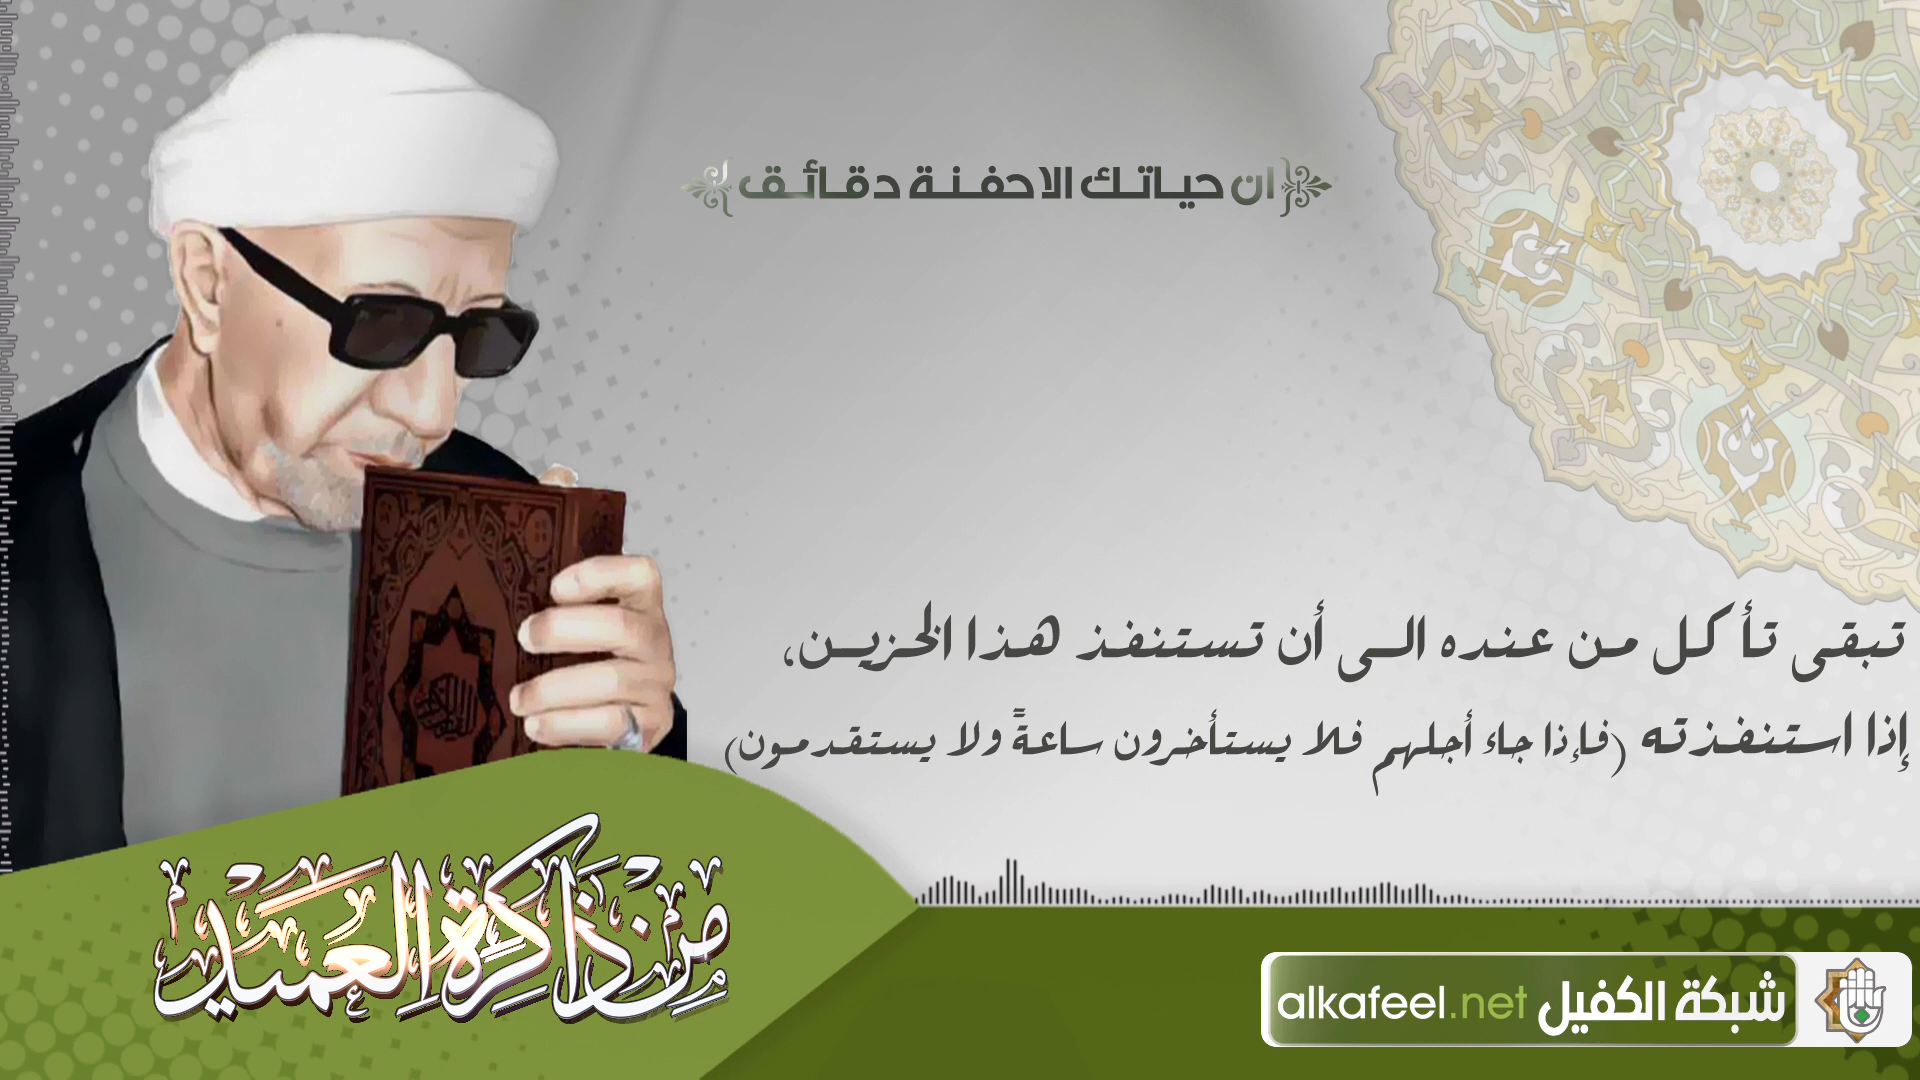 ان حياتك الا حفنة دقائق
تبقى تأكل من عنده الى أن تستنفذ هذا الخزين،
إذا استنفذته (فإذا جاء أجلهم فلا يستأخرون ساعةً ولا يستقدمون)
من ذاكرة العميد
شبكة الكفيل alkafeel.net